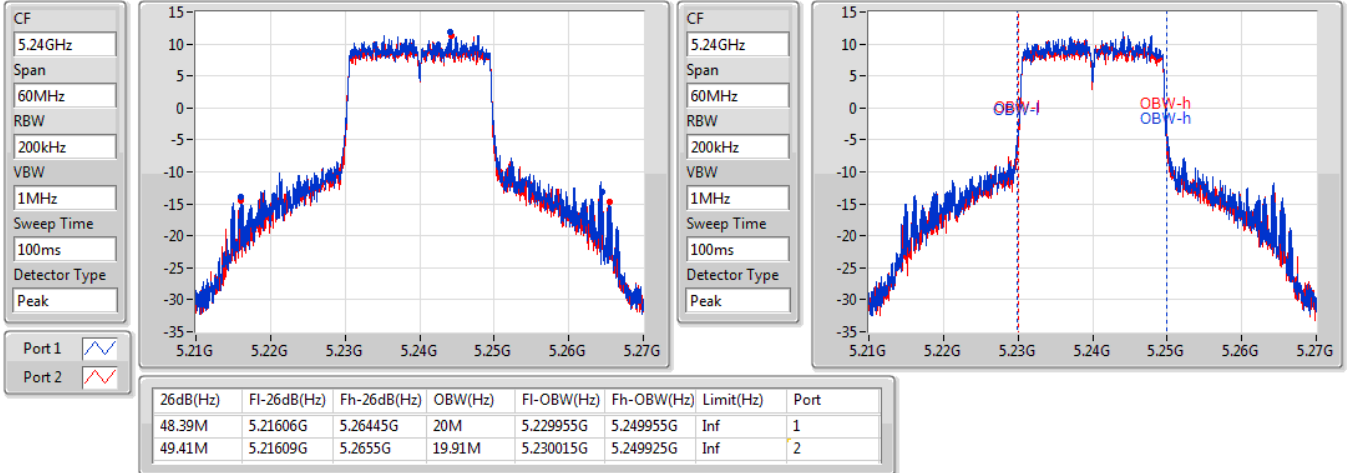 CF
5.24GHz
Span
60MHz
RBW
200kHz
VBW
1MHz
Sweep Time
100ms
Detector Type
Peak
Port 1
Port 2
15
10
5
0
-5
-10
-15
-20
-25
-30
-35
5.21G 5.22G 5.23G 5.24G 5.25G 5.26G 5.27G
CF
5.24GHz
Span
60MHz
RBW
200kHz
VBW
1MHz
Sweep Time
100ms
Detector Type
Peak
15
10
5
0
-5
-10
-15
-20
-25
-30
-35
OBW-l
OBW-h
OBW-h
5.21G 5.22G 5.23G 5.24G 5.25G 5.26G 5.27G
26dB(Hz) Fl-26dB(Hz) Fh-26dB(Hz) OBW(Hz) Fl-OBW(Hz) Fh-OBW(Hz) Limit(Hz) Port
48.39M 5.21606G 5.26445G 20M 5.229955G 5.249955G Inf 1
49.41M 5.21609G 5.2655G 19.91M 5.230015G 5.249925G Inf 2